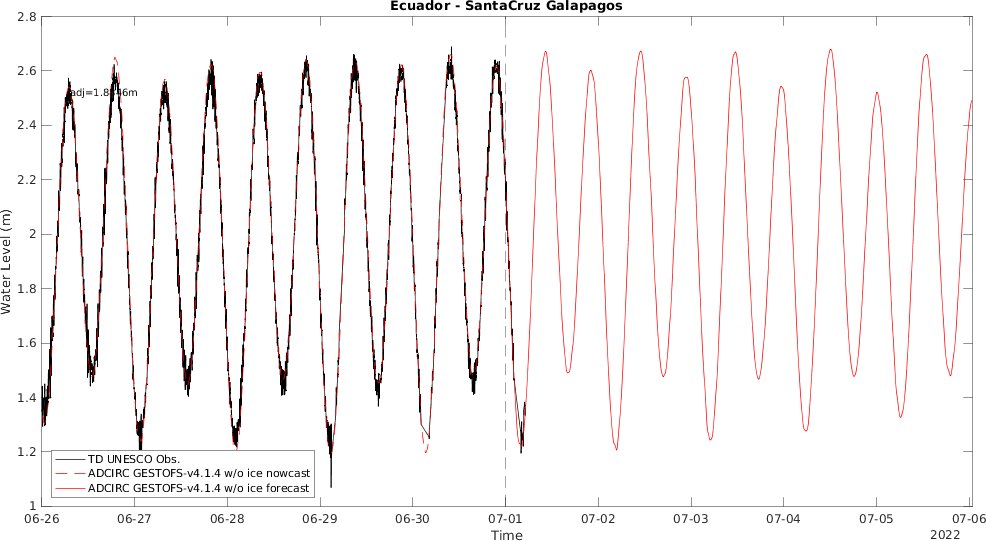 Ecuador - SantaCruz Galapagos
2.8
2.6
2.4
2.2
2
1.8
1.6
1.4
1.2
1
Water Level (m)
TD UNESCO Obs.
ADCIRC GESTOFS-v4.1.4 w/o ice nowcast
ADCIRC GESTOFS-v4.1.4 w/o ice forecast
06-26 06-27 06-28 06-29 06-30 07-01 07-02 07-03 07-04 07-05 07-06
Time
2022